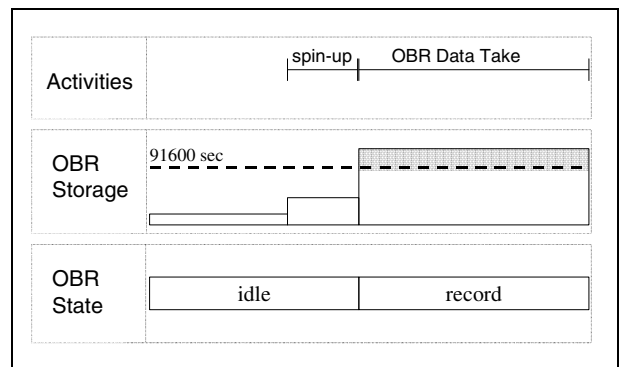 Activities
spin-up
OBR Data Take
OBR
Storage
91600 sec
OBR
State
idle
record